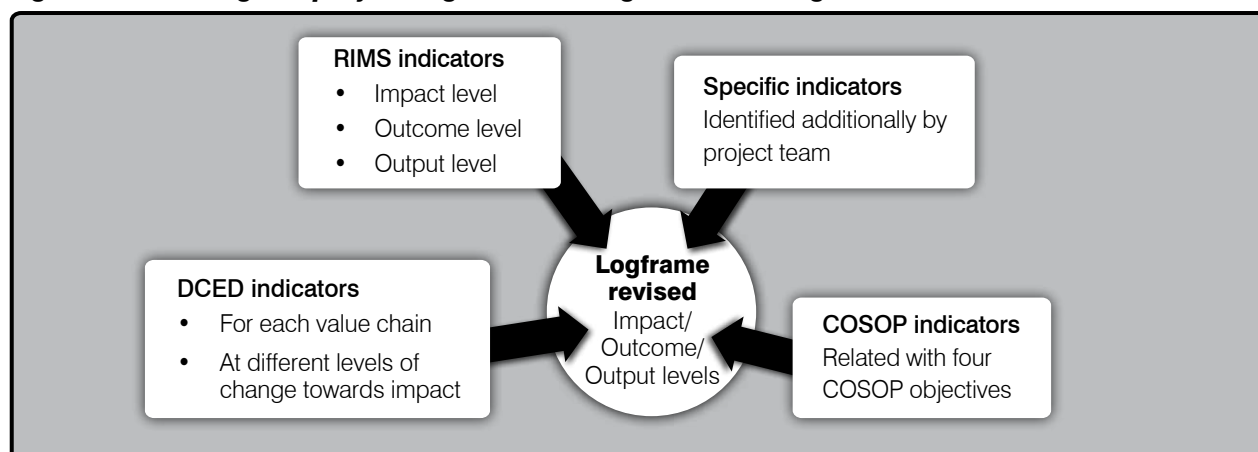 RIMS indicators
• Impact level
• Outcome level
• Output level
Specific indicators
Identified additionally by
project team
Logframe
revised
Impact/
Outcome/
Output levels
DCED indicators
• For each value chain
• At different levels of
change towards impact
COSOP indicators
Related with four
COSOP objectives